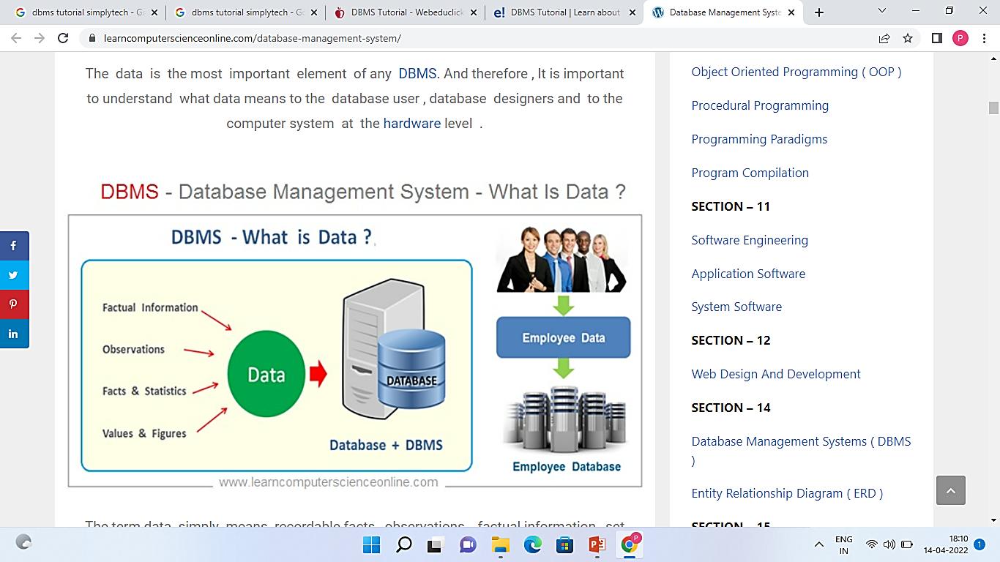 dbms tutorial simplytech - Go
dbms tutorial simplytech - Go
DBMS Tutorial - Webeduclick
e! DBMS Tutorial | Learn about
Database Management Syste
learncomputerscienceonline.com/database-management-system/
P
The data is the most important element of any DBMS. And therefore , It is important
to understand what data means to the database user , database designers and to the
computer system at the hardware level .
DBMS - Database Management System - What Is Data ?
DBMS - What is Data ?
Factual Information
Observations
Facts & Statistics
Values & Figures
Data
DATABASE
Database + DBMS
Employee Data
Employee Database
www.learncomputerscienceonline.com
The term data simply means recordable facts , observations , factual information , set
Object Oriented Programming ( OOP )
Procedural Programming
Programming Paradigms
Program Compilation
SECTION – 11
Software Engineering
Application Software
System Software
SECTION – 12
Web Design And Development
SECTION – 14
Database Management Systems ( DBMS
)
Entity Relationship Diagram ( ERD )
SECTION – 15
f
in
P
ENG
IN
18:10
14-04-2022
1